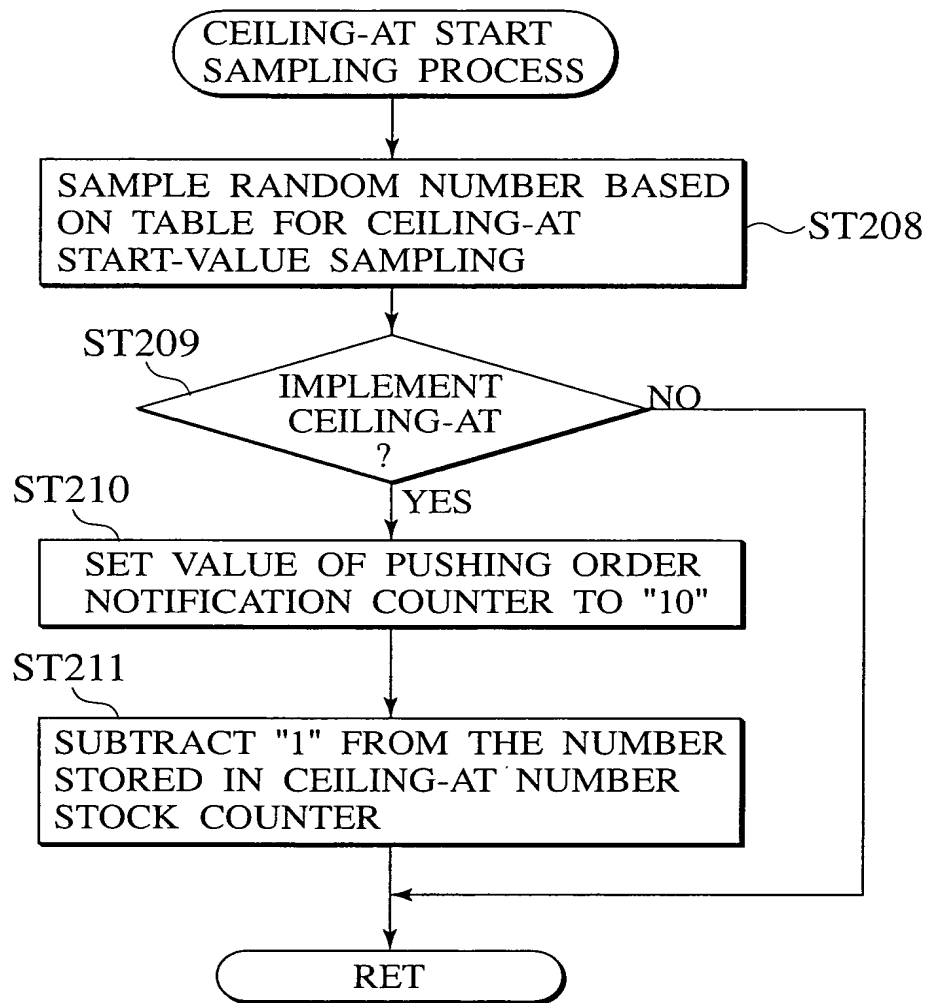 CEILING-AT START
SAMPLING PROCESS
SAMPLE RANDOM NUMBER BASED
ON TABLE FOR CEILING-AT
START-VALUE SAMPLING
ST208
ST209
IMPLEMENT
CEILING-AT
?
NO
YES
ST210
SET VALUE OF PUSHING ORDER
NOTIFICATION COUNTER TO "10"
ST211
SUBTRACT "1" FROM THE NUMBER
STORED IN CEILING-AT NUMBER
STOCK COUNTER
RET